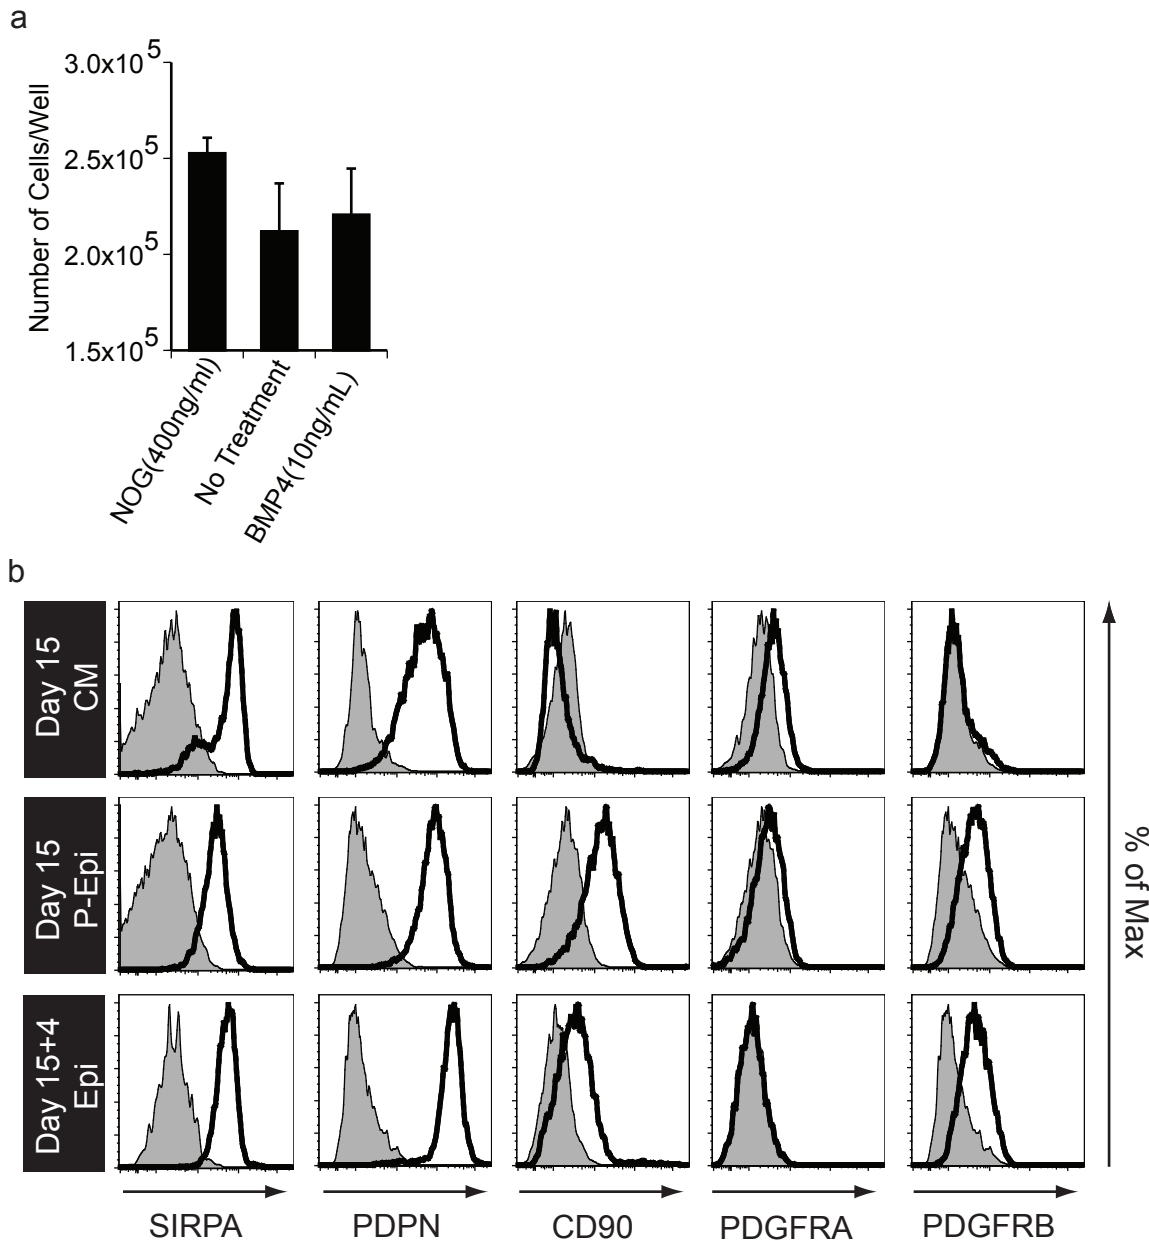 a
3.0x10^5
2.5x10^5
2.0x10^5
1.5x10^5
Number of Cells/Well
NOG(400ng/ml)
No Treatment
BMP4(10ng/mL)
b
Day 15
CM
Day 15
P-Epi
Day 15+4
Epi
% of Max
SIRPA
PDPN
CD90
PDGFRA
PDGFRB